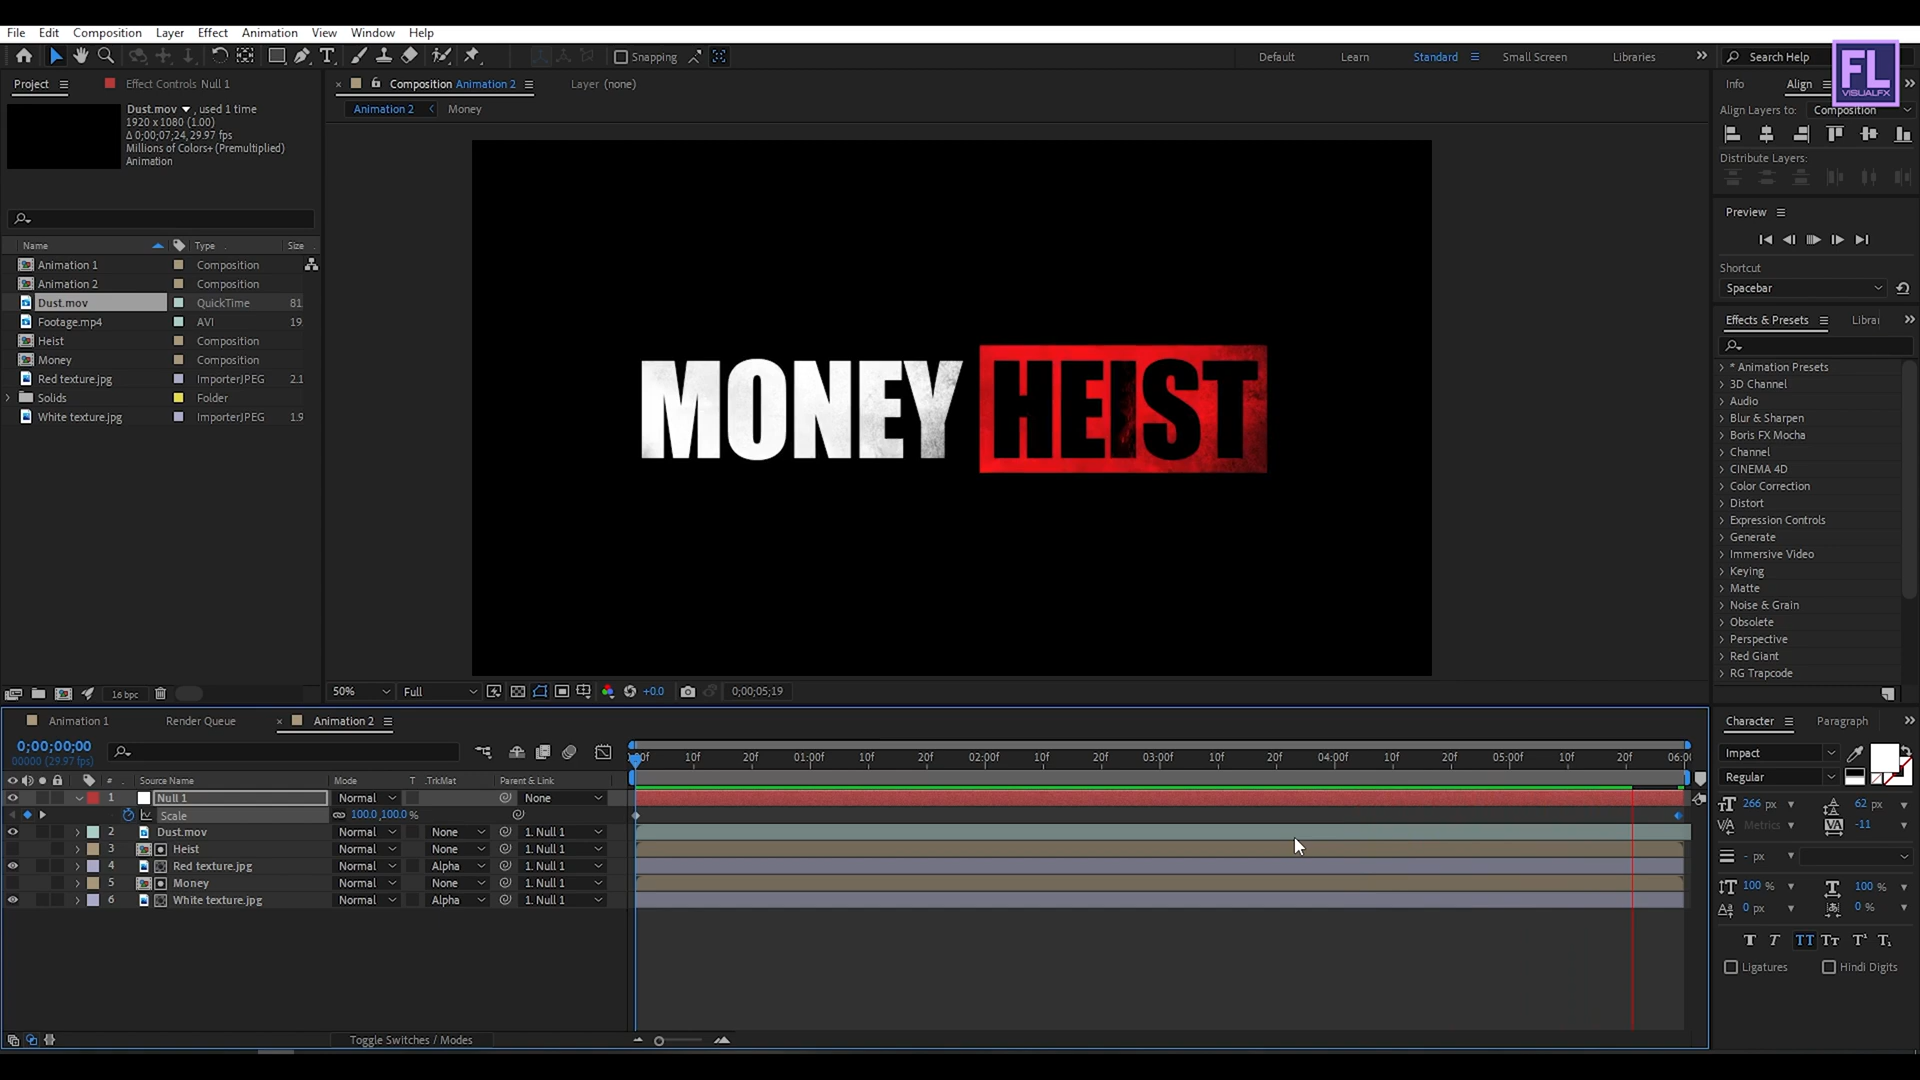 File Edit Composition Layer Effect Animation View Window Help
Snapping
Default Learn Standard Small Screen Libraries
Search Help
FL
VISUALFX
Project Effect Controls Null 1
Dust.mov , used 1 time
1920 x 1080 (1.00)
Δ 0;00;07;24, 29.97 fps
Millions of Colors+ (Premultiplied)
Animation
Name Type Size
Animation 1 Composition
Animation 2 Composition
Dust.mov QuickTime 81
Footage.mp4 AVI 19
Heist Composition
Money Composition
Red texture.jpg ImporterJPEG 2.1
Solids Folder
White texture.jpg ImporterJPEG 1.9
16 bpc
Composition Animation 2 Layer (none)
Animation 2 Money
MONEY HEIST
50% Full +0.0 0;00;05;19
Info Align
Align Layers to: Composition
Distribute Layers:
Preview
Shortcut
Spacebar
Effects & Presets Librar
* Animation Presets
3D Channel
Audio
Blur & Sharpen
Boris FX Mocha
Channel
CINEMA 4D
Color Correction
Distort
Expression Controls
Generate
Immersive Video
Keying
Matte
Noise & Grain
Obsolete
Perspective
Red Giant
RG Trapcode
Animation 1 Render Queue Animation 2
0;00;00;00
00000 (29.97 fps)
:00f 10f 20f 01:00f 10f 20f 02:00f 10f 20f 03:00f 10f 20f 04:00f 10f 20f 05:00f 10f 20f 06:00
# Source Name Mode T .TrkMat Parent & Link
1 Null 1 Normal None
Scale 100.0,100.0 %
2 Dust.mov Normal None 1. Null 1
3 Heist Normal None 1. Null 1
4 Red texture.jpg Normal Alpha 1. Null 1
5 Money Normal None 1. Null 1
6 White texture.jpg Normal Alpha 1. Null 1
Toggle Switches / Modes
Character Paragraph
Impact
Regular
266 px 62 px
Metrics -11
- px
100 % 100 %
0 px 0 %
T T TT Tt T¹ T₁
Ligatures Hindi Digits